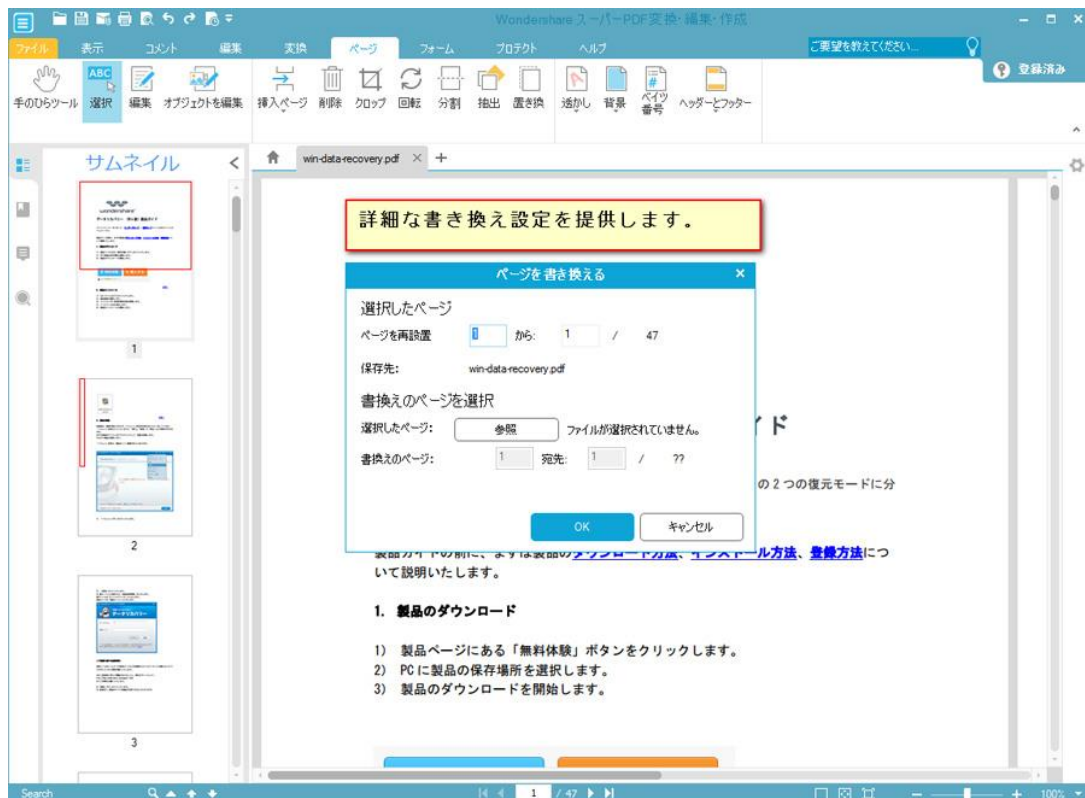 Wondershare スーパーPDF変換・編集・作成
ファイル 表示 コメント 編集 変換 ページ フォーム プロテクト ヘルプ
ご要望を教えてください...
登録済み
手のひらツール 選択 編集 オブジェクトを編集 挿入ページ 削除 クロップ 回転 分割 抽出 置き換 透かし 背景 ベイツ番号 ヘッダーとフッター
サムネイル
win-data-recovery.pdf
詳細な書き換え設定を提供します。
ページを書き換える
選択したページ
ページを再設置 1 から: 1 / 47
保存先: win-data-recovery.pdf
書換えのページを選択
選択したページ: 参照 ファイルが選択されていません。
書換えのページ: 1 宛先: 1 / ??
OK キャンセル
イド
の2つの復元モードに分
製品ガイドの前に、まずは製品のダウンロード方法、インストール方法、登録方法につ
いて説明いたします。
1. 製品のダウンロード
1) 製品ページにある「無料体験」ボタンをクリックします。
2) PCに製品の保存場所を選択します。
3) 製品のダウンロードを開始します。
1
2
3
Search
1 / 47
100%